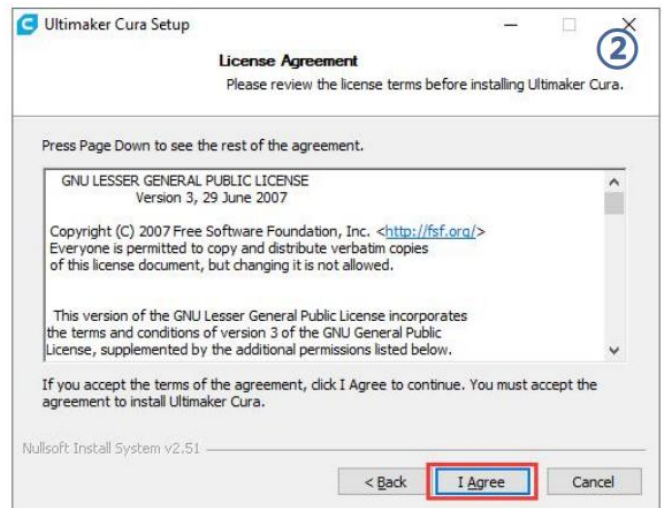 Ultimaker Cura Setup
②
License Agreement
Please review the license terms before installing Ultimaker Cura.
Press Page Down to see the rest of the agreement.
GNU LESSER GENERAL PUBLIC LICENSE
Version 3, 29 June 2007
Copyright (C) 2007 Free Software Foundation, Inc. <http://fsf.org/>
Everyone is permitted to copy and distribute verbatim copies
of this license document, but changing it is not allowed.
This version of the GNU Lesser General Public License incorporates
the terms and conditions of version 3 of the GNU General Public
License, supplemented by the additional permissions listed below.
If you accept the terms of the agreement, click I Agree to continue. You must accept the
agreement to install Ultimaker Cura.
Nullsoft Install System v2.51
< Back I Agree Cancel